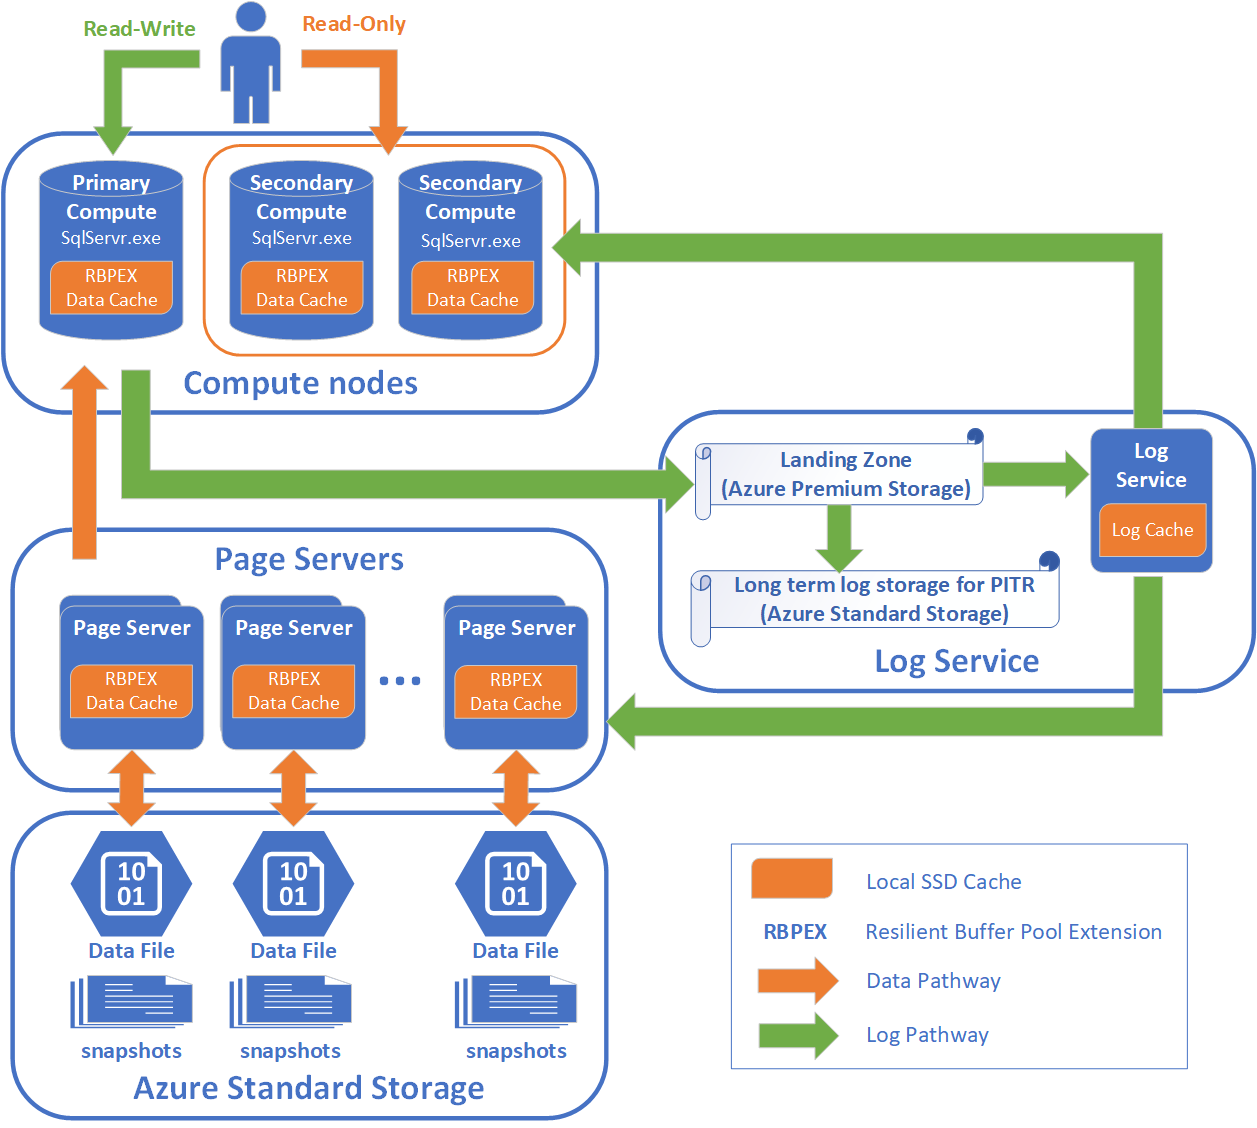 Read-Write
Read-Only
Primary
Compute
SqlServr.exe
RBPEX
Data Cache
Secondary
Compute
SqlServr.exe
RBPEX
Data Cache
Secondary
Compute
SqlServr.exe
RBPEX
Data Cache
Compute nodes
Landing Zone
(Azure Premium Storage)
Log
Service
Log Cache
Long term log storage for PITR
(Azure Standard Storage)
Log Service
Page Servers
Page Server
RBPEX
Data Cache
Page Server
RBPEX
Data Cache
...
Page Server
RBPEX
Data Cache
10
01
Data File
snapshots
10
01
Data File
snapshots
10
01
Data File
snapshots
Azure Standard Storage
Local SSD Cache
RBPEX Resilient Buffer Pool Extension
Data Pathway
Log Pathway